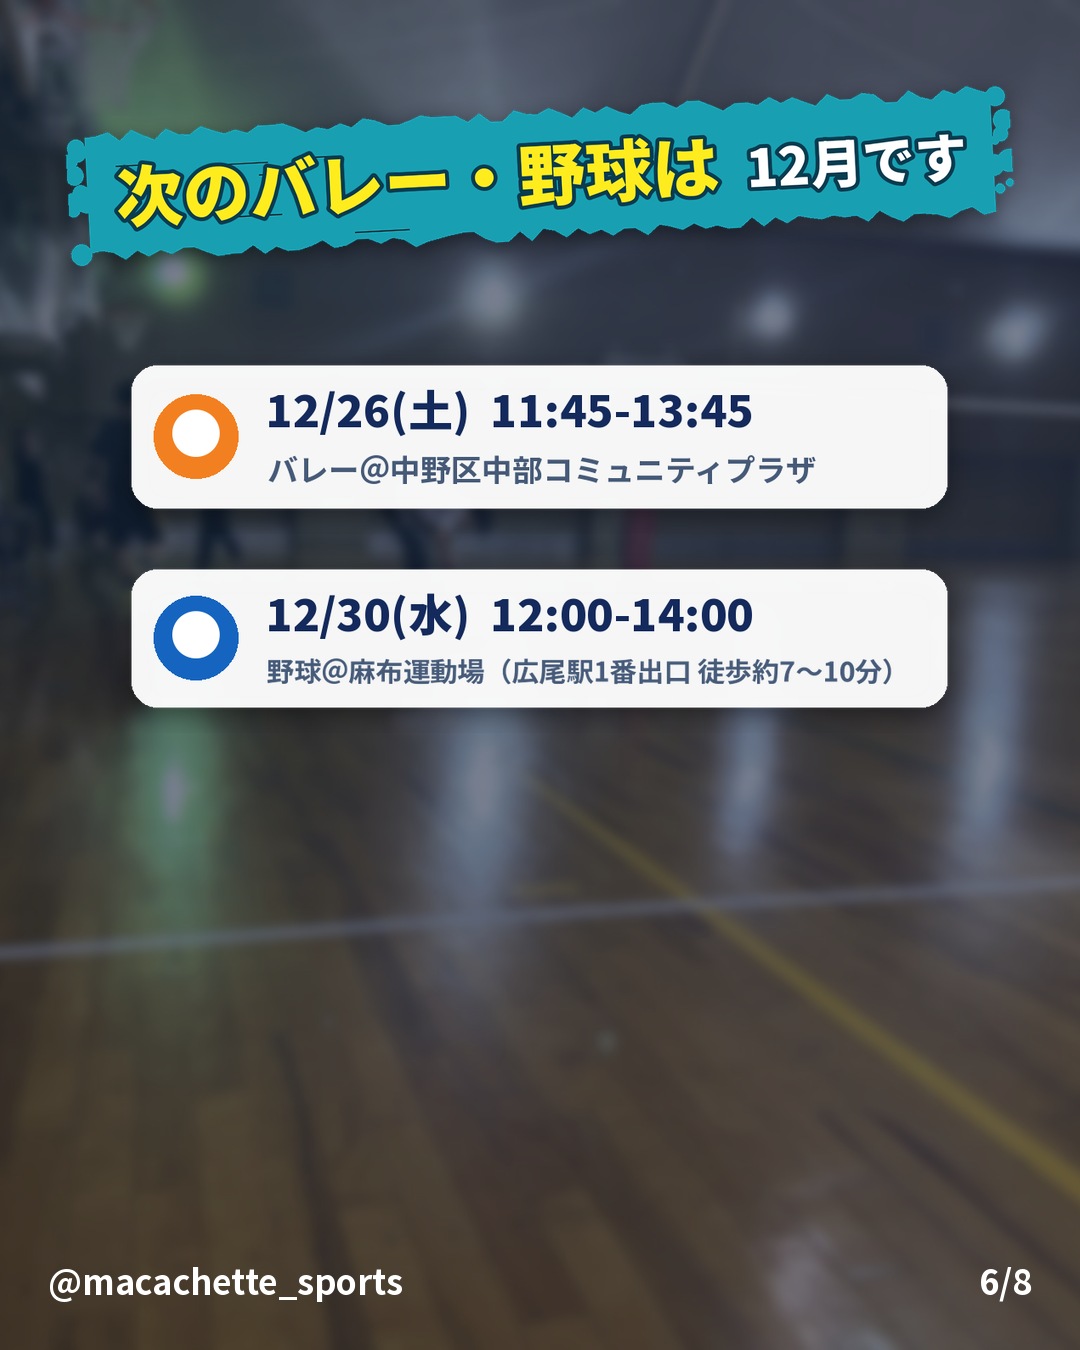 次のバレー・野球は 12月です
12/26(土) 11:45-13:45
バレー@中野区中部コミュニティプラザ
12/30(水) 12:00-14:00
野球@麻布運動場（広尾駅1番出口 徒歩約7〜10分）
@macachette_sports
6/8